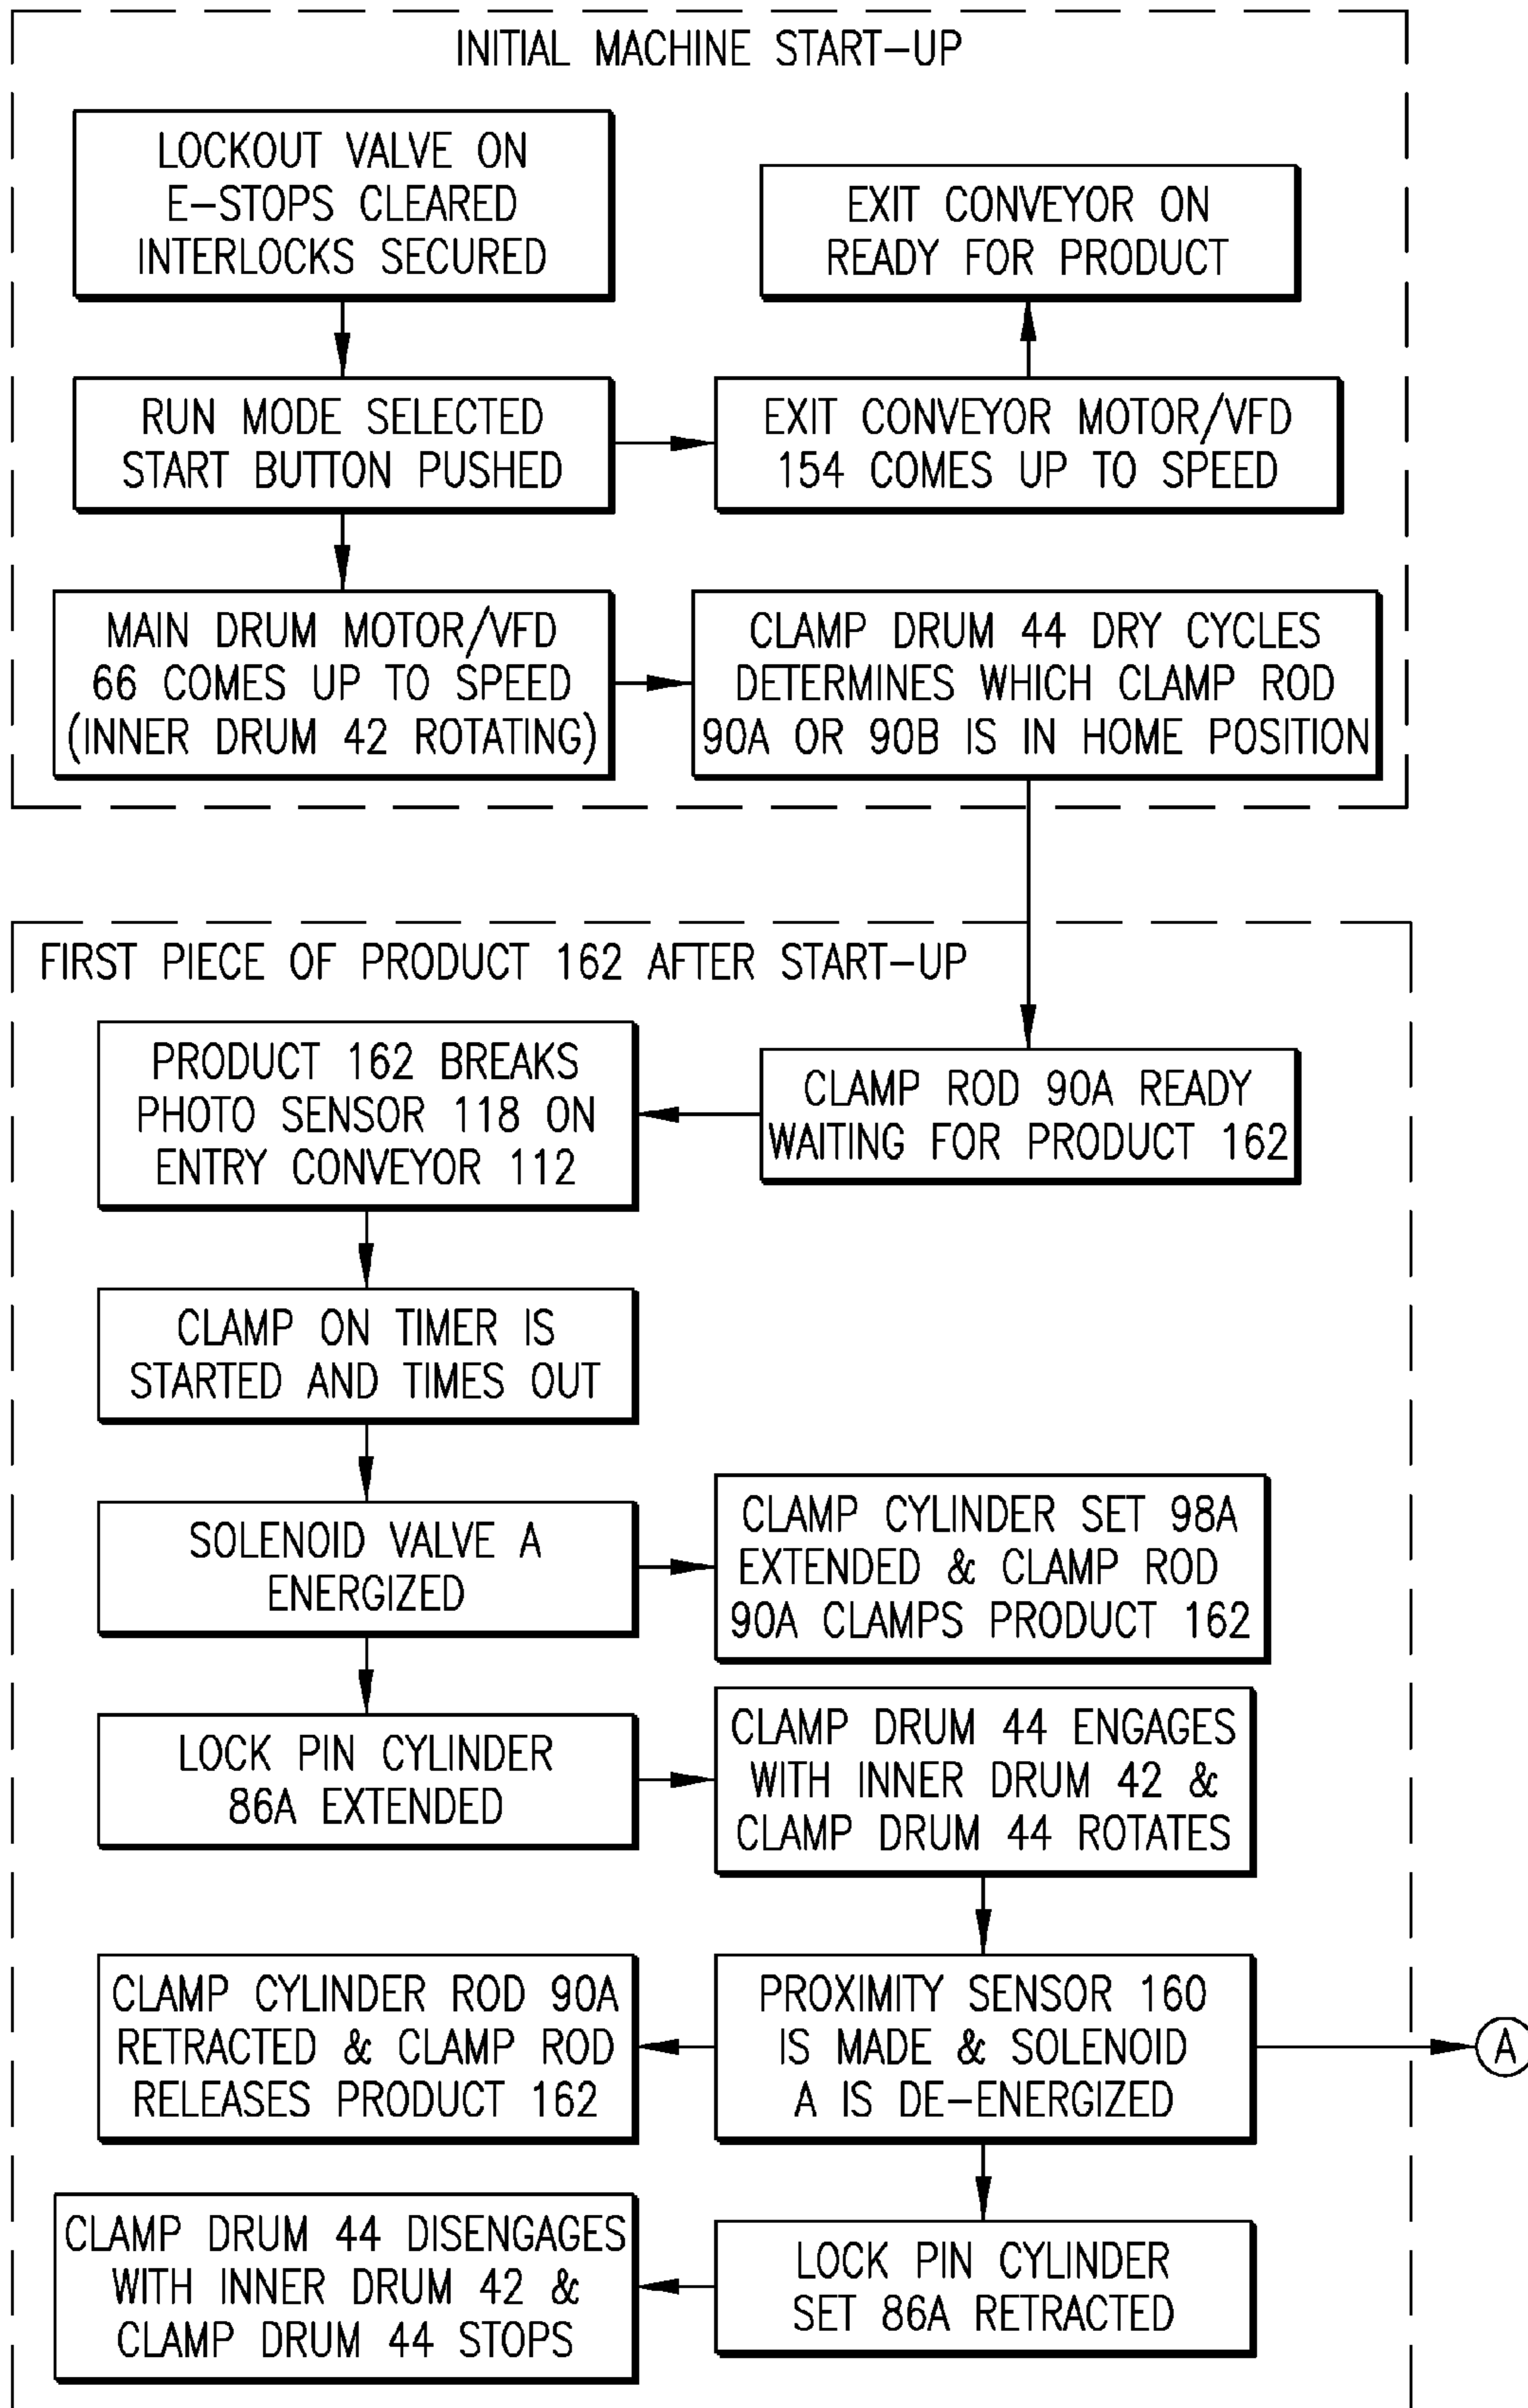 INITIAL MACHINE START-UP
LOCKOUT VALVE ON
E-STOPS CLEARED
INTERLOCKS SECURED
EXIT CONVEYOR ON
READY FOR PRODUCT
RUN MODE SELECTED
START BUTTON PUSHED
EXIT CONVEYOR MOTOR/VFD
154 COMES UP TO SPEED
MAIN DRUM MOTOR/VFD
66 COMES UP TO SPEED
(INNER DRUM 42 ROTATING)
CLAMP DRUM 44 DRY CYCLES
DETERMINES WHICH CLAMP ROD
90A OR 90B IS IN HOME POSITION
FIRST PIECE OF PRODUCT 162 AFTER START-UP
PRODUCT 162 BREAKS
PHOTO SENSOR 118 ON
ENTRY CONVEYOR 112
CLAMP ROD 90A READY
WAITING FOR PRODUCT 162
CLAMP ON TIMER IS
STARTED AND TIMES OUT
SOLENOID VALVE A
ENERGIZED
CLAMP CYLINDER SET 98A
EXTENDED & CLAMP ROD
90A CLAMPS PRODUCT 162
LOCK PIN CYLINDER
86A EXTENDED
CLAMP DRUM 44 ENGAGES
WITH INNER DRUM 42 &
CLAMP DRUM 44 ROTATES
CLAMP CYLINDER ROD 90A
RETRACTED & CLAMP ROD
RELEASES PRODUCT 162
PROXIMITY SENSOR 160
IS MADE & SOLENOID
A IS DE-ENERGIZED
A
CLAMP DRUM 44 DISENGAGES
WITH INNER DRUM 42 &
CLAMP DRUM 44 STOPS
LOCK PIN CYLINDER
SET 86A RETRACTED